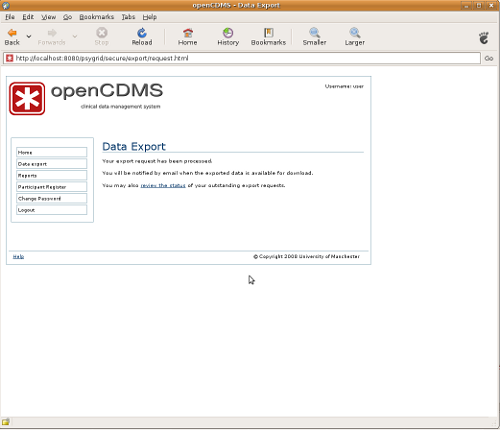 openCDMS - Data Export
File Edit View Go Bookmarks Tabs Help
Back Forwards Stop Reload Home History Bookmarks Smaller Larger
http://localhost:8080/psygrid/secure/export/request.html Go
openCDMS
clinical data management system
Username: user
Home
Data export
Reports
Participant Register
Change Password
Logout
Data Export
Your export request has been processed.
You will be notified by email when the exported data is available for download.
You may also review the status of your outstanding export requests.
Help
© Copyright 2008 University of Manchester